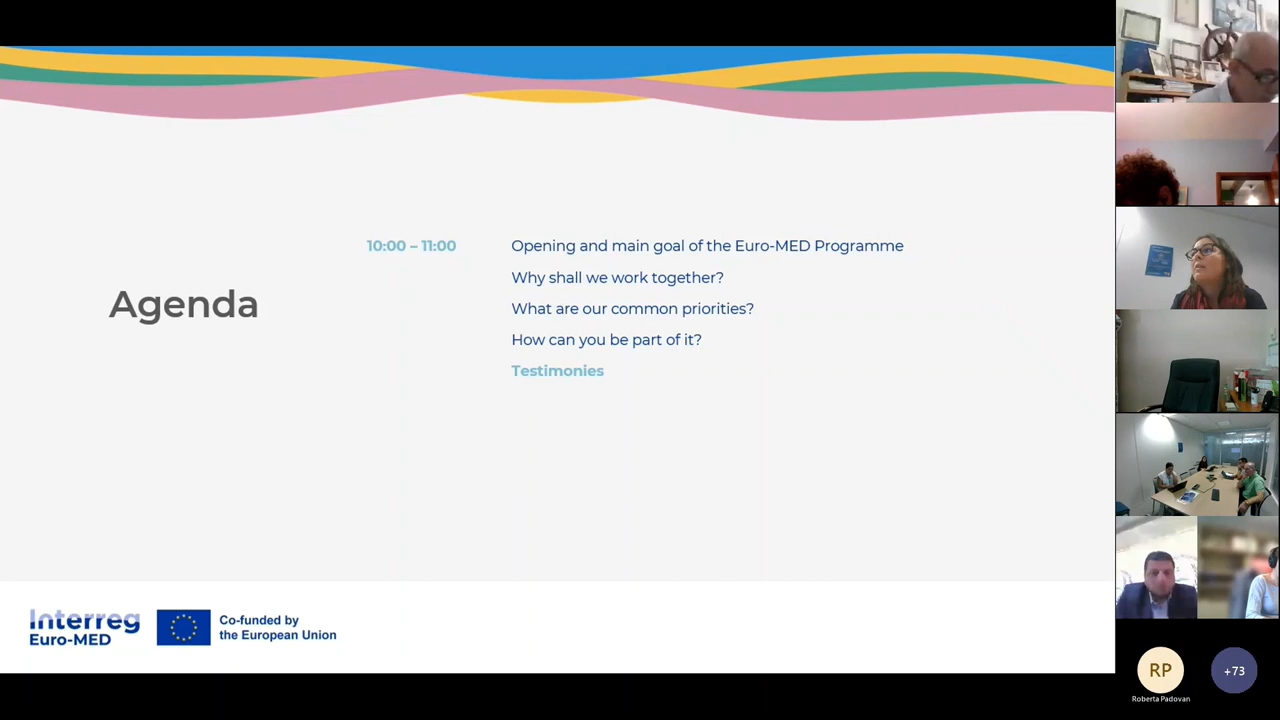 Agenda
10:00 – 11:00
Opening and main goal of the Euro-MED Programme
Why shall we work together?
What are our common priorities?
How can you be part of it?
Testimonies
Interreg
Euro-MED
Co-funded by
the European Union
RP
Roberta Padovan
+73